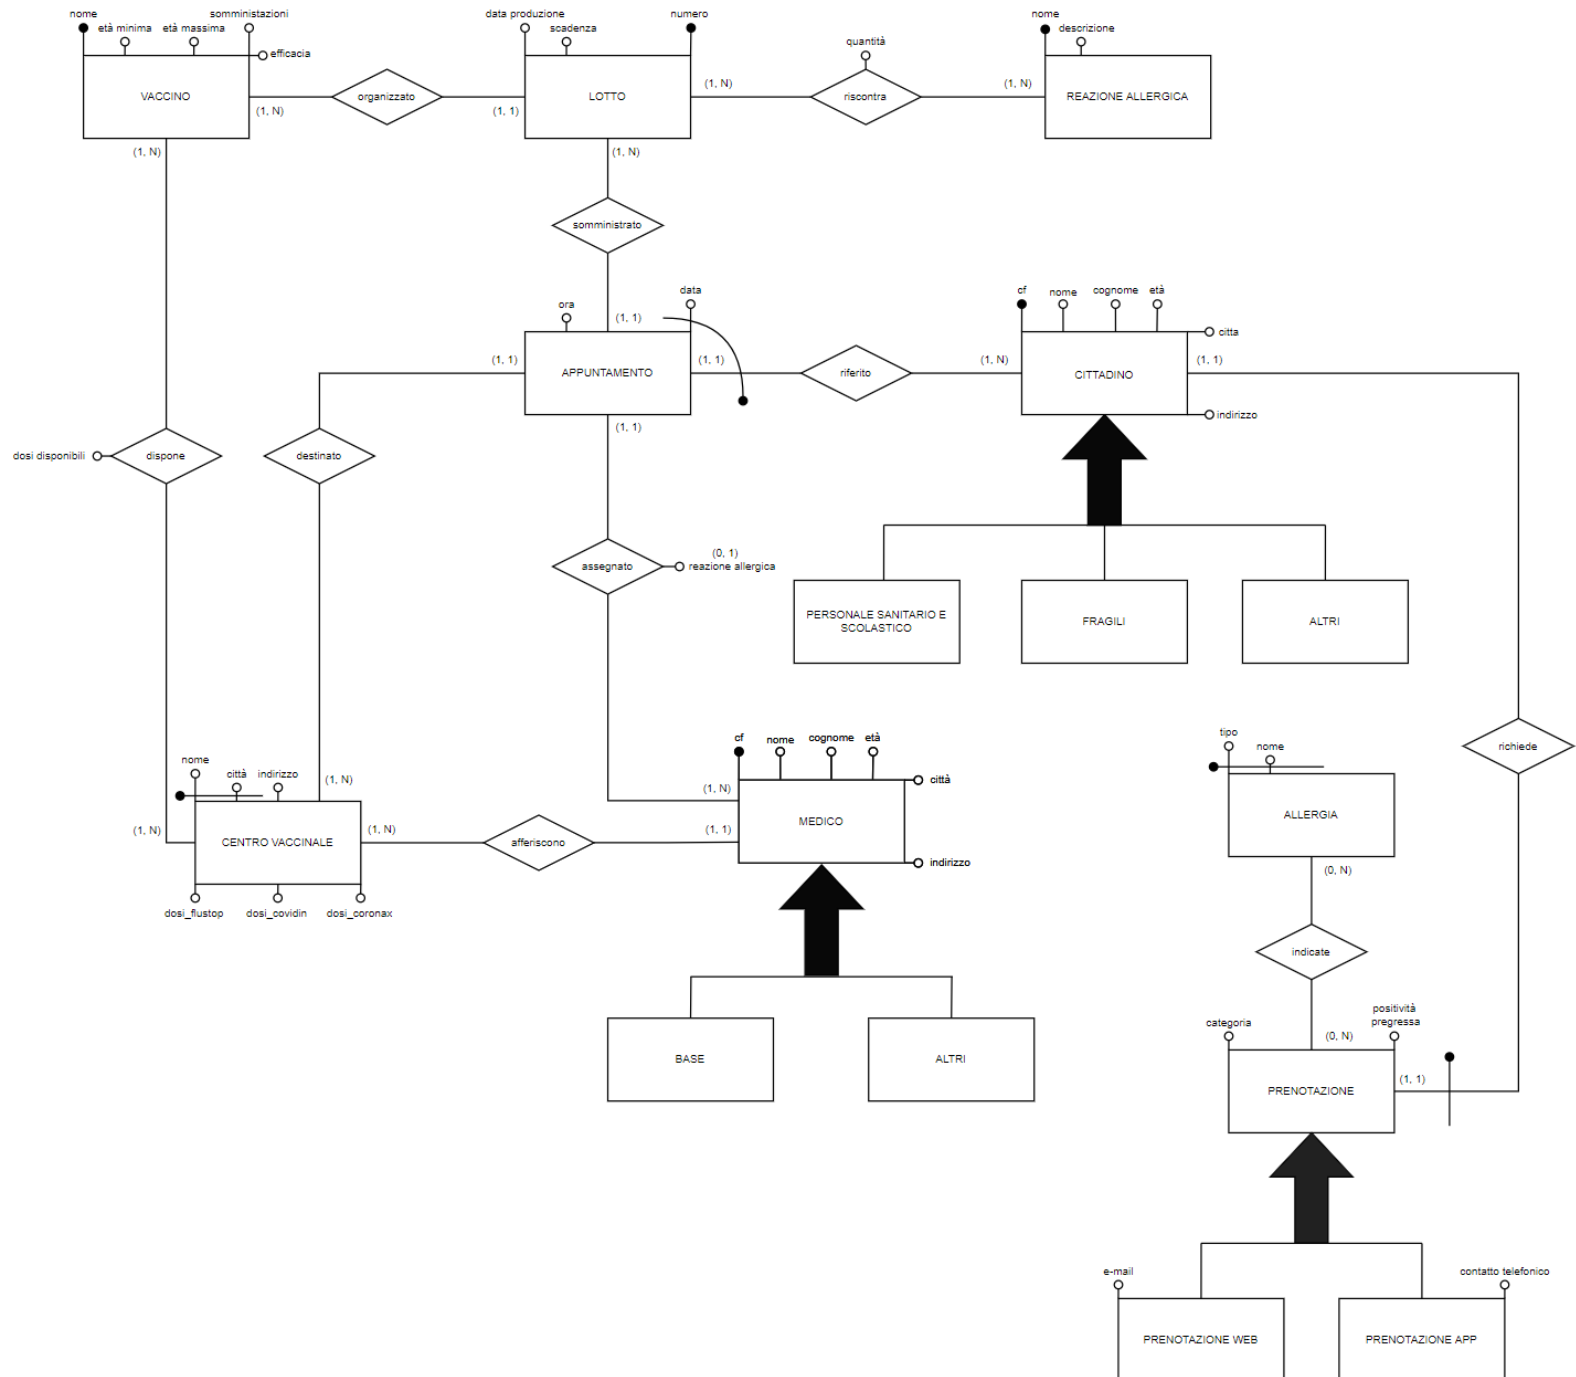 nome
età minima
età massima
somministazioni
efficacia
VACCINO
(1, N)
(1, N)
organizzato
data produzione
scadenza
numero
LOTTO
(1, 1)
(1, N)
(1, N)
quantità
riscontra
nome
descrizione
(1, N)
REAZIONE ALLERGICA
somministrato
ora
data
(1, 1)
(1, 1)
(1, 1)
APPUNTAMENTO
(1, 1)
riferito
cf
nome
cognome
età
citta
(1, N)
(1, 1)
CITTADINO
indirizzo
dosi disponibili
dispone
destinato
assegnato
(0, 1)
reazione allergica
PERSONALE SANITARIO E
SCOLASTICO
FRAGILI
ALTRI
richiede
nome
città
indirizzo
(1, N)
(1, N)
CENTRO VACCINALE
(1, N)
dosi_flustop
dosi_covidin
dosi_coronax
afferiscono
cf
nome
cognome
età
città
(1, N)
(1, 1)
MEDICO
indirizzo
BASE
ALTRI
tipo
nome
ALLERGIA
(0, N)
indicate
categoria
positività
pregressa
(0, N)
(1, 1)
PRENOTAZIONE
e-mail
contatto telefonico
PRENOTAZIONE WEB
PRENOTAZIONE APP